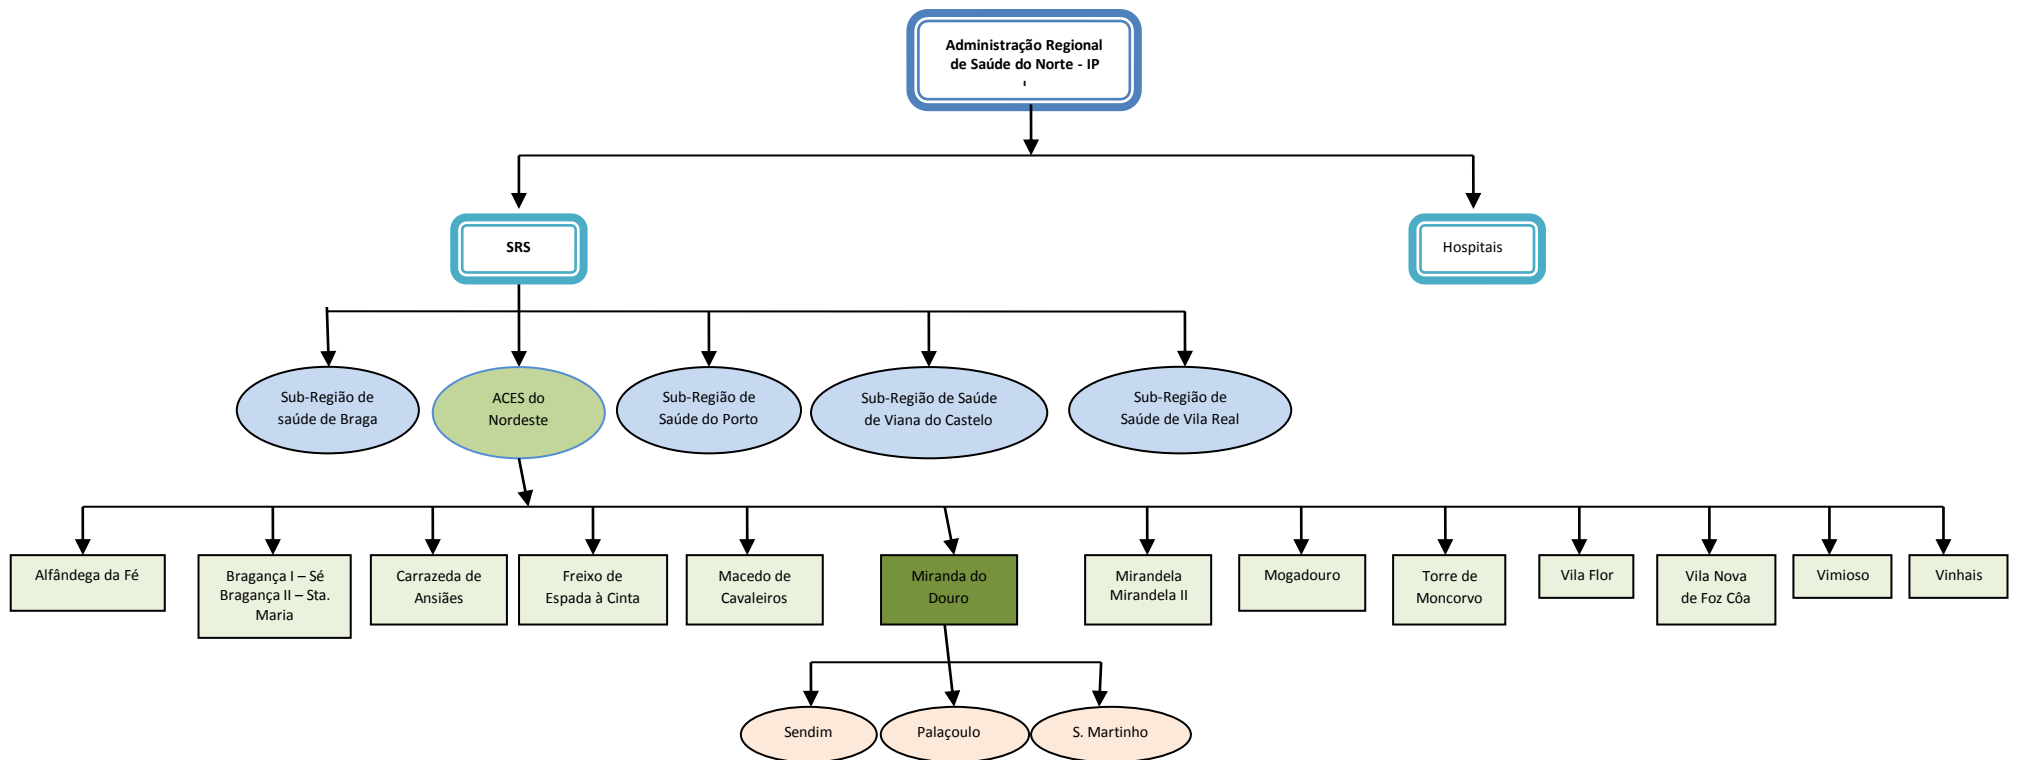 Administração Regional
de Saúde do Norte - IP
SRS
Hospitais
Sub-Região de
saúde de Braga
ACES do
Nordeste
Sub-Região de
Saúde do Porto
Sub-Região de Saúde
de Viana do Castelo
Sub-Região de
Saúde de Vila Real
Alfândega da Fé
Bragança I – Sé
Bragança II – Sta.
Maria
Carrazeda de
Ansiães
Freixo de
Espada à Cinta
Macedo de
Cavaleiros
Miranda do
Douro
Mirandela
Mirandela II
Mogadouro
Torre de
Moncorvo
Vila Flor
Vila Nova
de Foz Côa
Vimioso
Vinhais
Sendim
Palaçoulo
S. Martinho